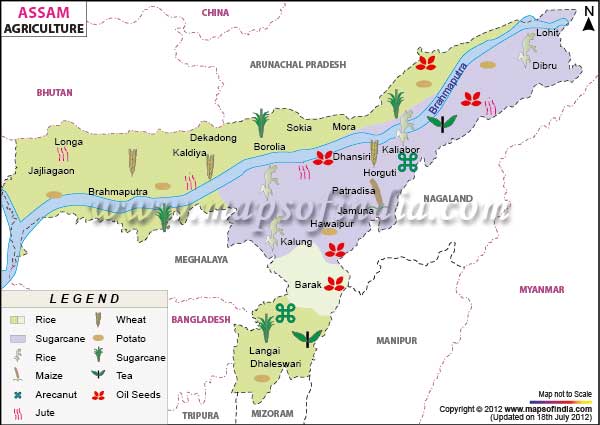 ASSAM
AGRICULTURE
CHINA
N
Lohit
ARUNACHAL PRADESH
Dibru
BHUTAN
Brahmaputra
Longa
Dekadong
Sokia
Mora
Kaldiya
Borolia
Dhansiri
Kaliabor
Jajliagaon
Horguti
Brahmaputra
Patradisa
NAGALAND
www.mapsofindia.com
Jamuna
Hawaipur
Kalung
MEGHALAYA
Barak
MYANMAR
LEGEND
Rice
Wheat
Sugarcane
Potato
Rice
Sugarcane
Maize
Tea
Arecanut
Oil Seeds
Jute
BANGLADESH
MANIPUR
Langai
Dhaleswari
TRIPURA
MIZORAM
Map not to Scale
Copyright © 2012 www.mapsofindia.com
(Updated on 18th July 2012)